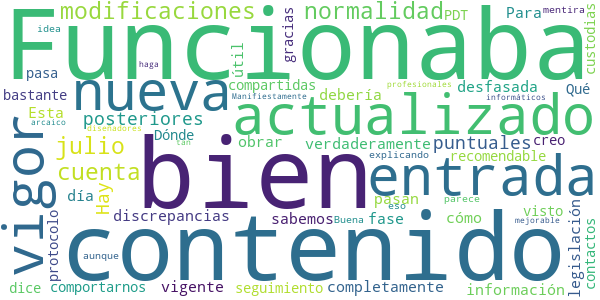 Funcionaba
modificaciones
normalidad
PDT
Para
mentira
custodias
idea
haga
gracias
útil
pasa
bastante
nueva
compartidas
debería
desfasada
Qué
profesionales
Manifiestamente
informáticos
Esta
arcaico
posteriores
actualizado
diseñadores
vigor
julio
Dónde
tan
bien
obrar
verdaderamente
puntuales
creo
cuenta
Hay
explicando
recomendable
entrada
día
pasan
parece
protocolo
discrepancias
sabemos
Buena
eso
fase
cómo
visto
mejorable
legislación
contactos
contenido
aunque
dice
comportarnos
vigente
seguimiento
completamente
información